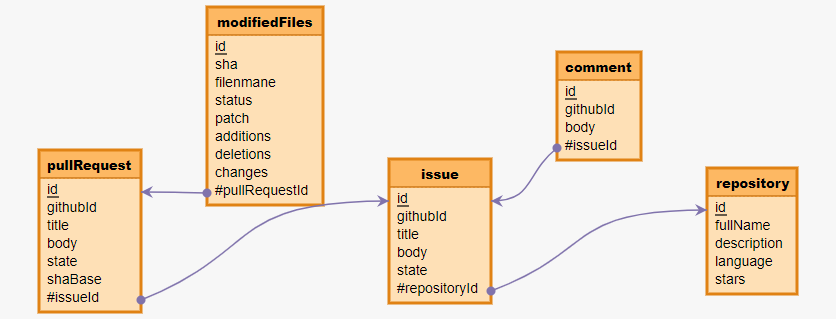 modifiedFiles
id
sha
filenmane
status
patch
additions
deletions
changes
#pullRequestId
comment
id
githubId
body
#issueId
pullRequest
id
githubId
title
body
state
shaBase
#issueId
issue
id
githubId
title
body
state
#repositoryId
repository
id
fullName
description
language
stars